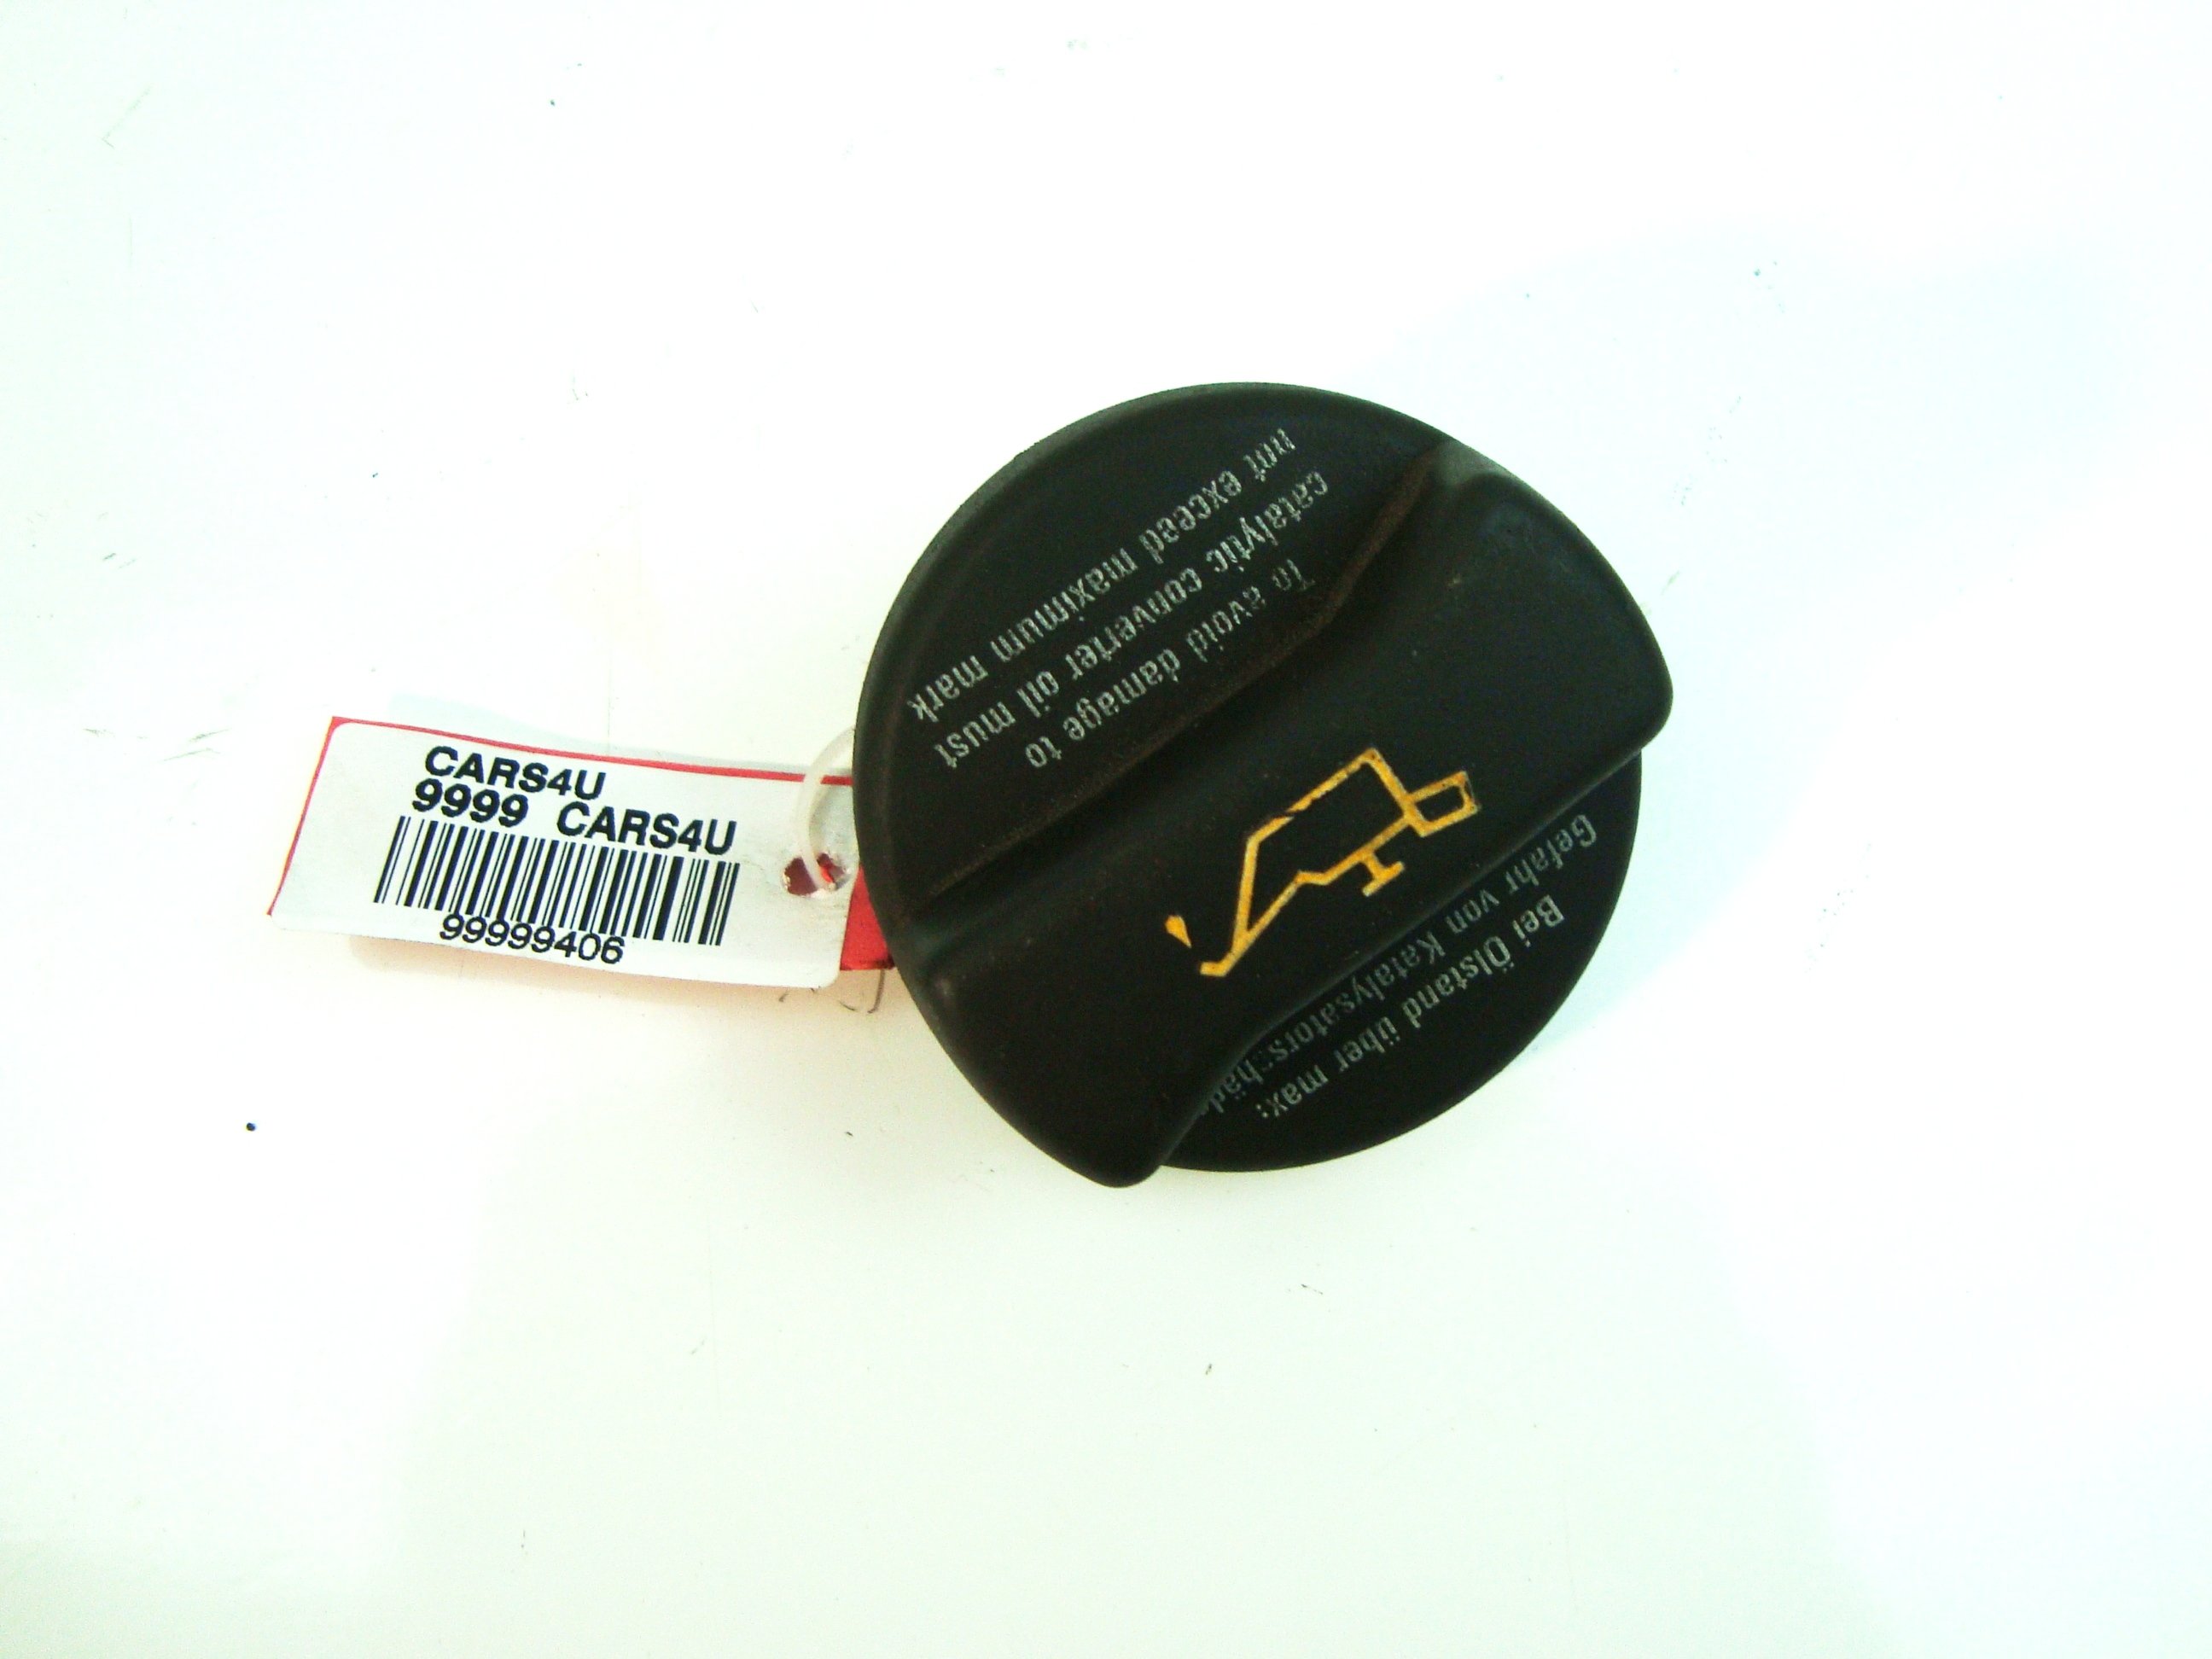 CARS4U
9999 CARS4U
99999406
To avoid damage to
catalytic converter oil must
not exceed maximum mark
Bei Ölstand über max:
Gefahr von